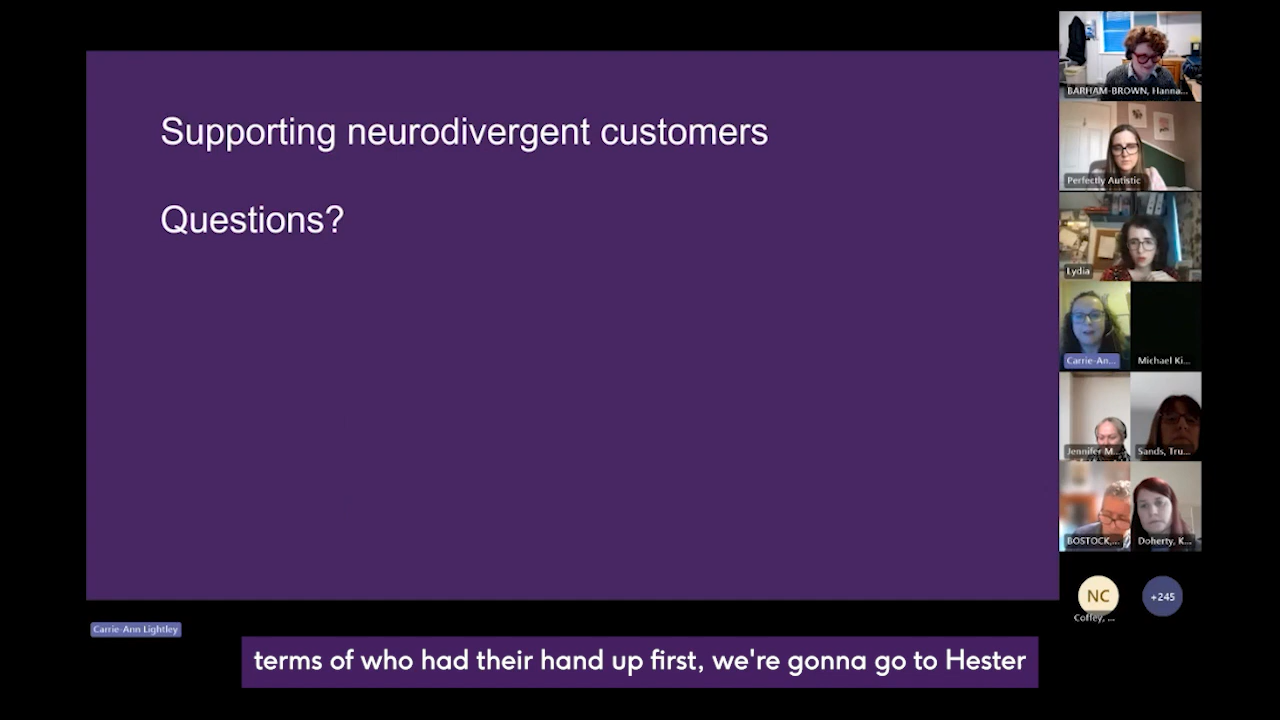 Supporting neurodivergent customers
Questions?
BARHAM-BROWN, Hanna...
Perfectly Autistic
Lydia
Carrie-An...
Michael Ki...
Jennifer M...
Sands, Tru...
BOSTOCK,...
Doherty, K...
NC
+245
Coffey, ...
Carrie-Ann Lightley
terms of who had their hand up first, we're gonna go to Hester